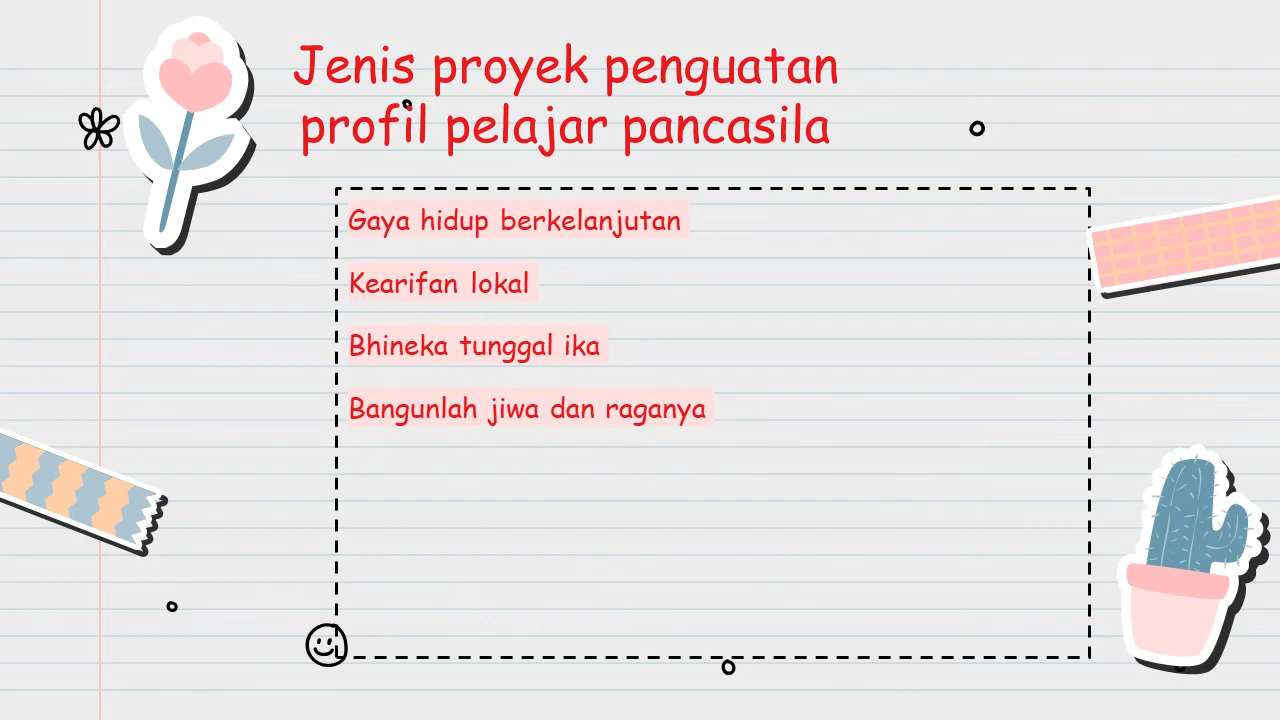 Jenis proyek penguatan
profil pelajar pancasila
Gaya hidup berkelanjutan
Kearifan lokal
Bhineka tunggal ika
Bangunlah jiwa dan raganya